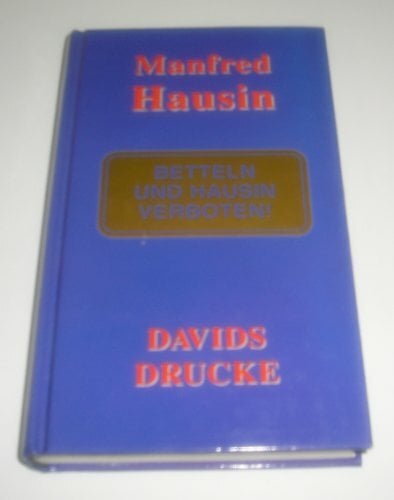 Manfred
Hausin
BETTELN
UND HAUSIN
VERBOTEN!
DAVIDS
DRUCKE